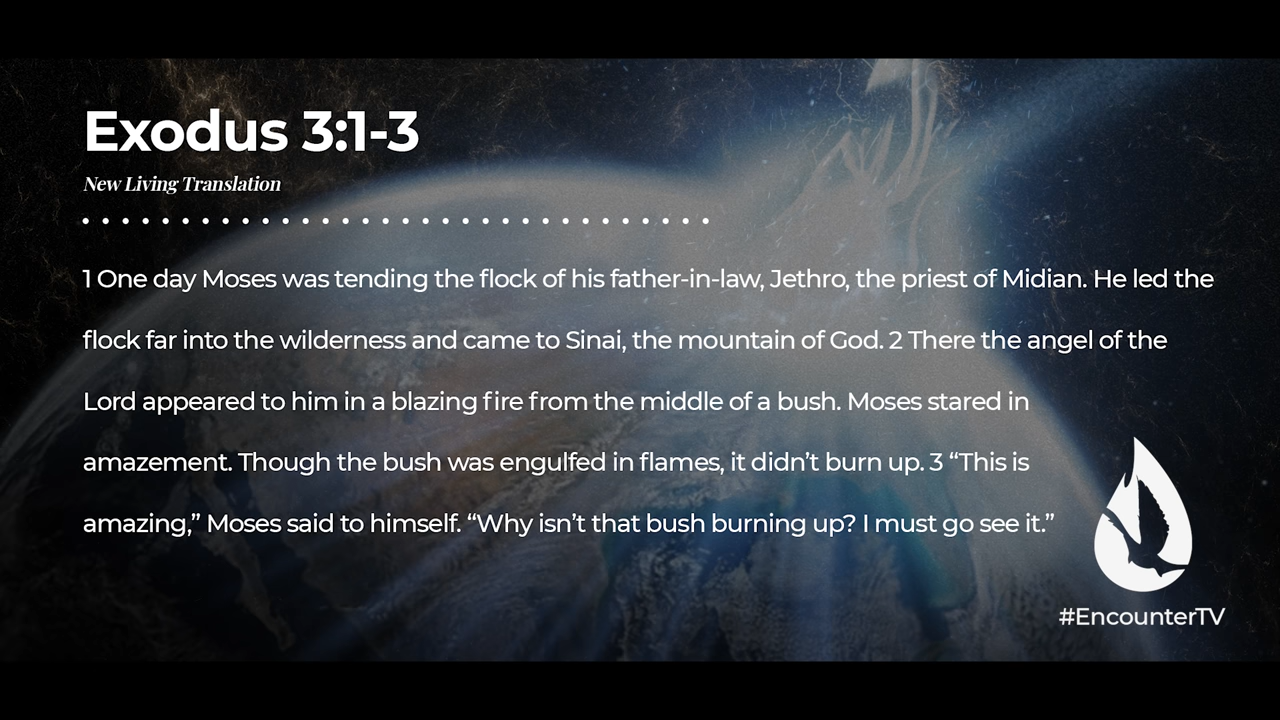 Exodus 3:1-3
New Living Translation
1 One day Moses was tending the flock of his father-in-law, Jethro, the priest of Midian. He led the
flock far into the wilderness and came to Sinai, the mountain of God. 2 There the angel of the
Lord appeared to him in a blazing fire from the middle of a bush. Moses stared in
amazement. Though the bush was engulfed in flames, it didn’t burn up. 3 “This is
amazing,” Moses said to himself. “Why isn’t that bush burning up? I must go see it.”
#EncounterTV